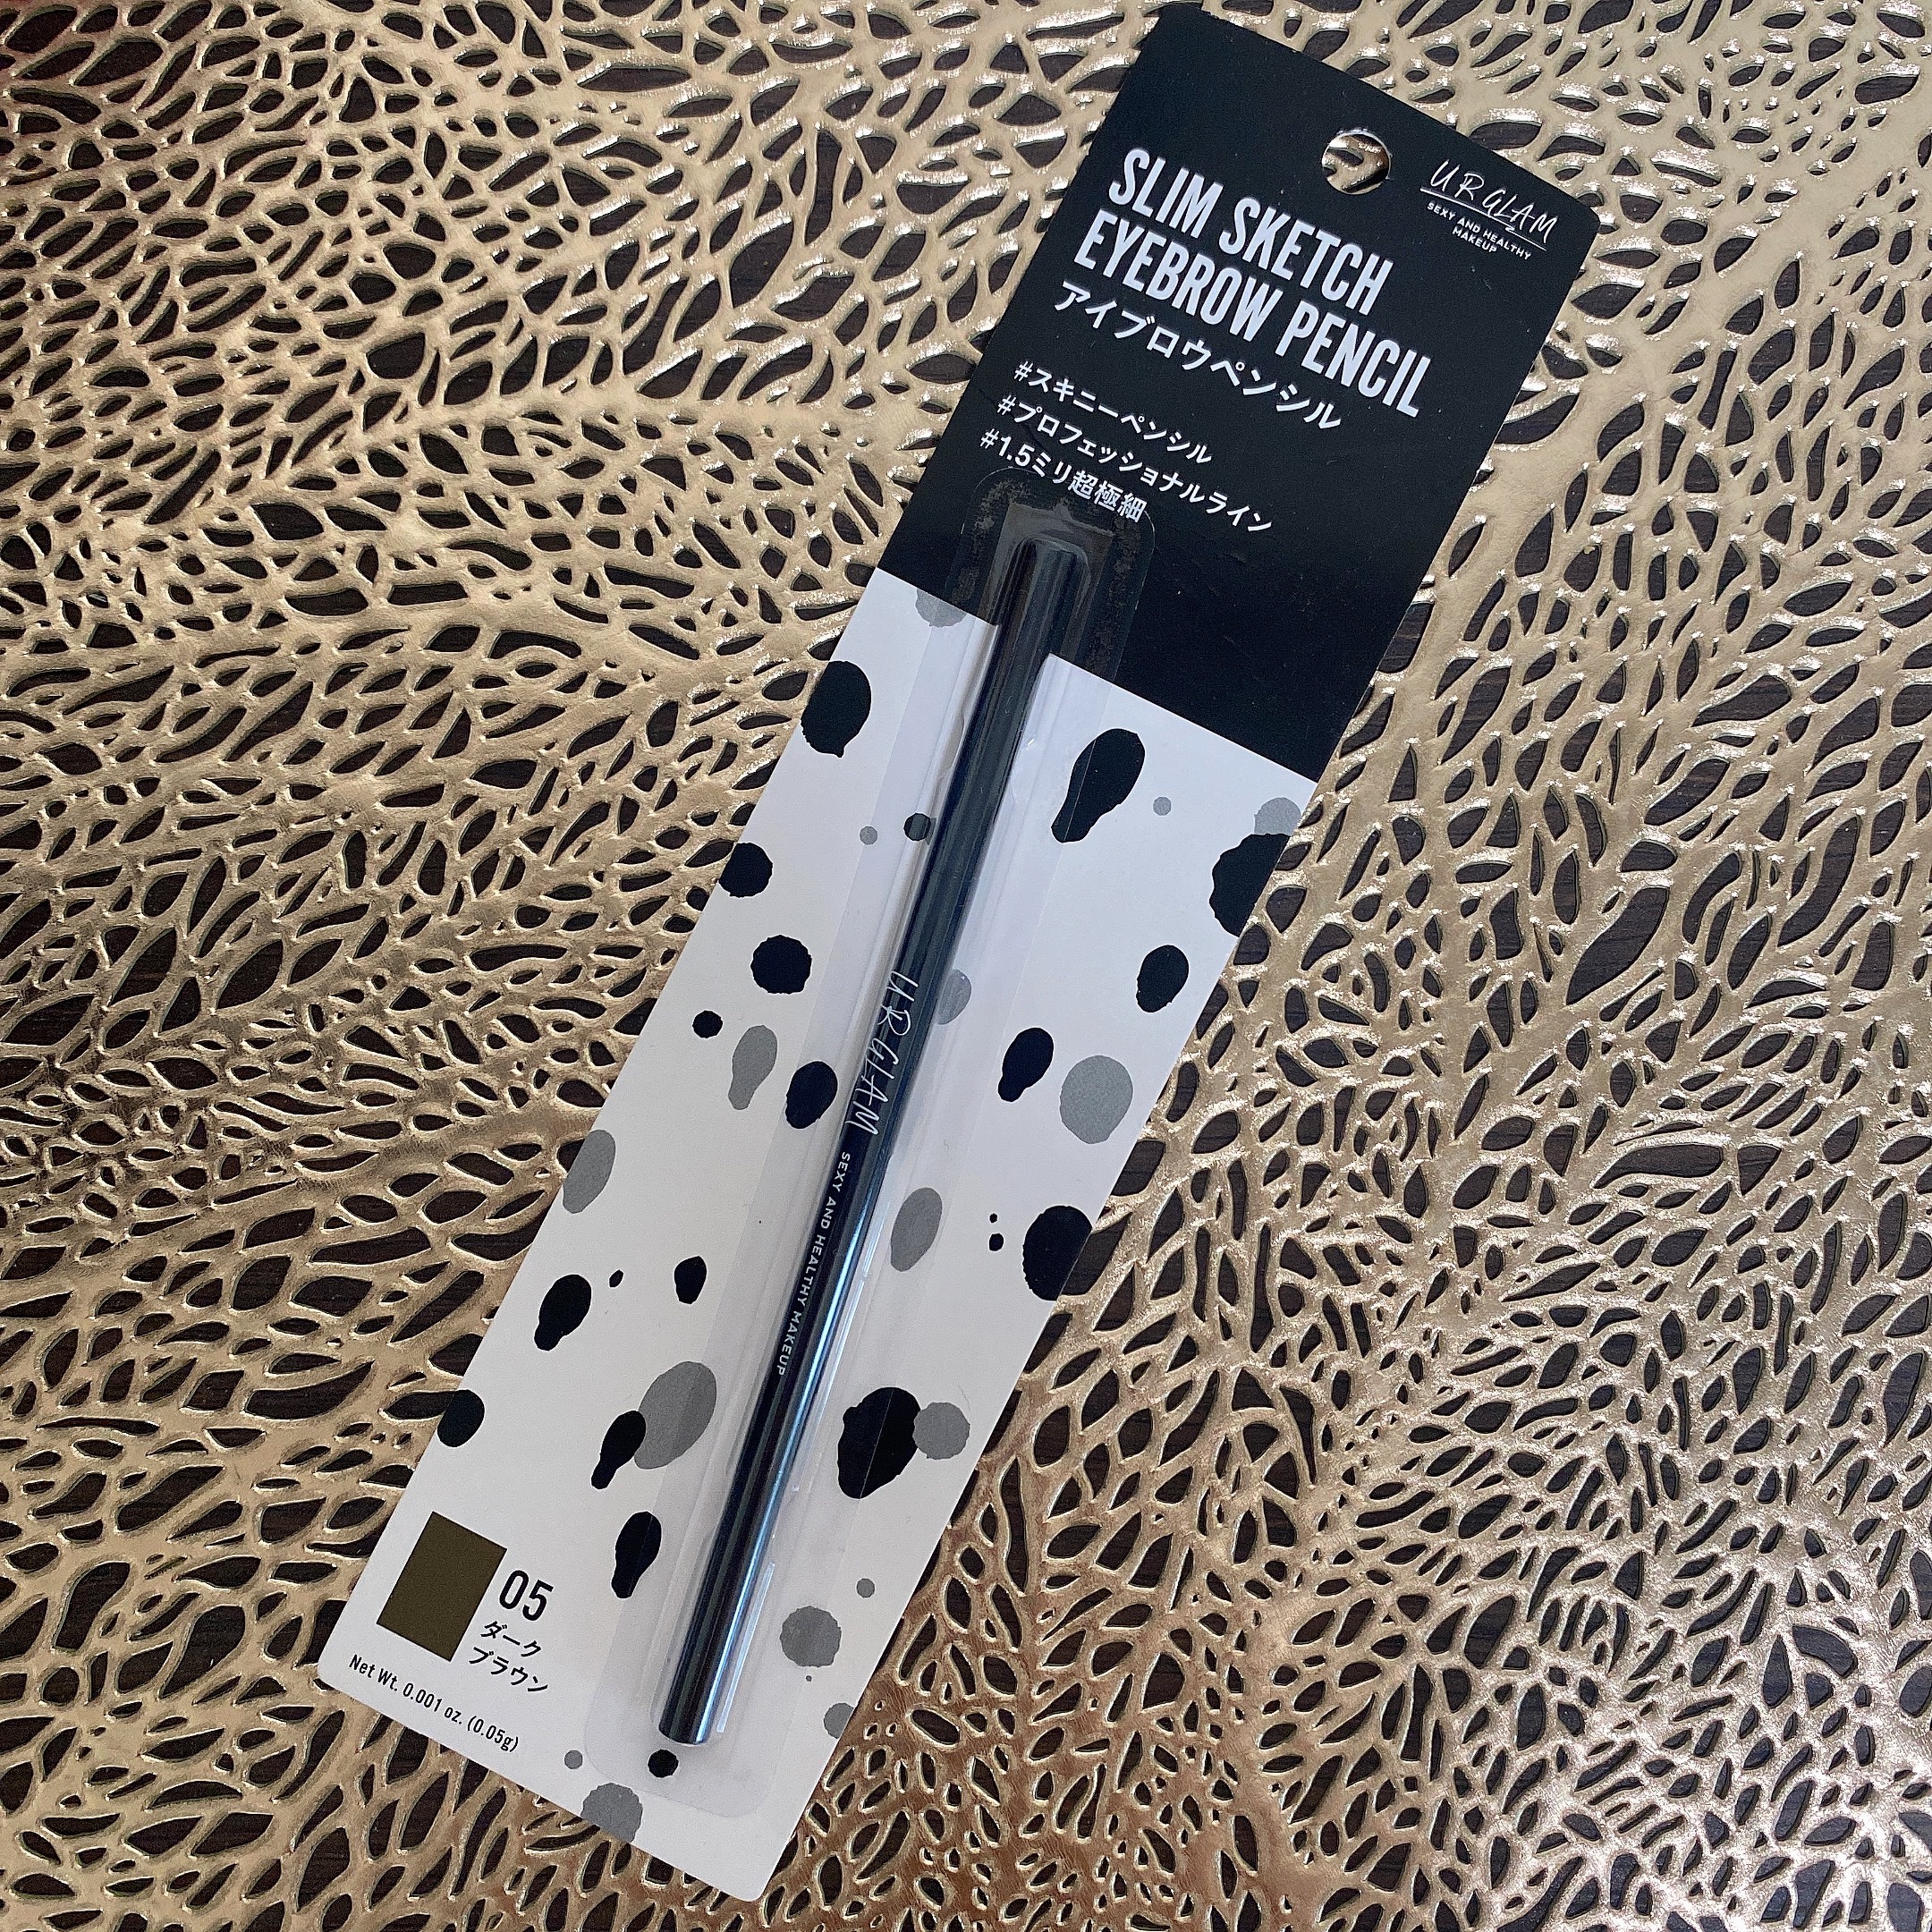 UR GLAM
SEXY AND HEALTHY
MAKEUP
SLIM SKETCH
EYEBROW PENCIL
アイブロウペンシル
#スキニーペンシル
#プロフェッショナルライン
#1.5ミリ超極細
UR GLAM SEXY AND HEALTHY MAKEUP
05
ダーク
ブラウン
Net Wt. 0.001 oz. (0.05g)